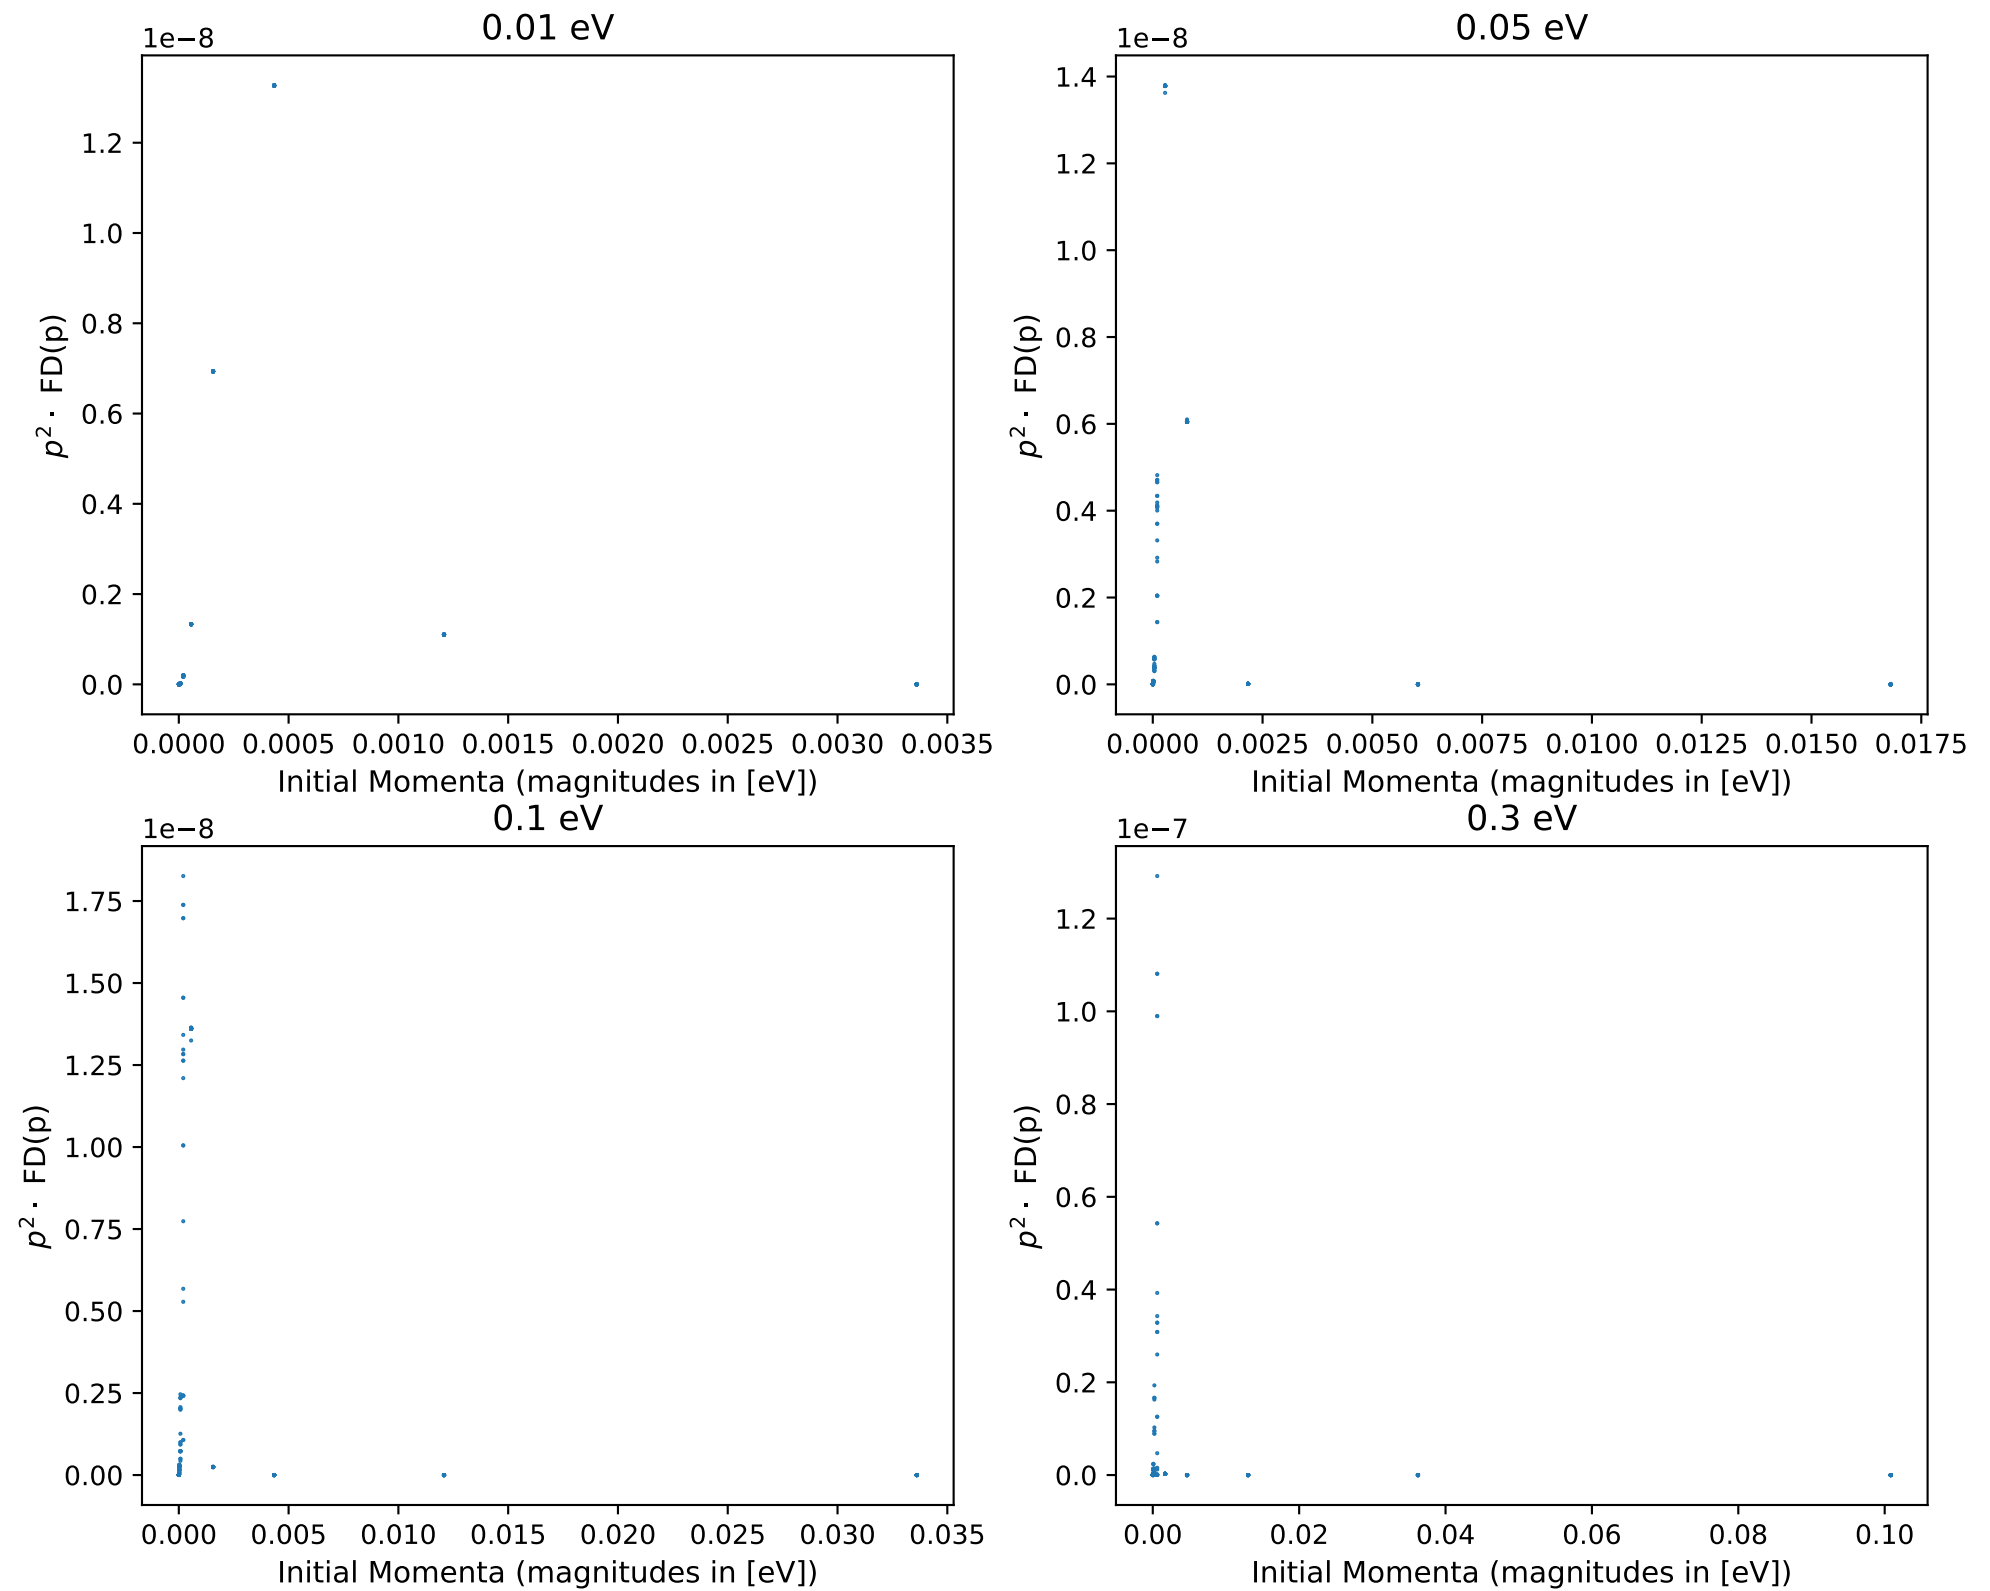 0.01 eV
1e−8
1.2
1.0
0.8
0.6
0.4
0.2
0.0
p² · FD(p)
0.0000 0.0005 0.0010 0.0015 0.0020 0.0025 0.0030 0.0035
Initial Momenta (magnitudes in [eV])
0.05 eV
1e−8
1.4
1.2
1.0
0.8
0.6
0.4
0.2
0.0
p² · FD(p)
0.0000 0.0025 0.0050 0.0075 0.0100 0.0125 0.0150 0.0175
Initial Momenta (magnitudes in [eV])
0.1 eV
1e−8
1.75
1.50
1.25
1.00
0.75
0.50
0.25
0.00
p² · FD(p)
0.000 0.005 0.010 0.015 0.020 0.025 0.030 0.035
Initial Momenta (magnitudes in [eV])
0.3 eV
1e−7
1.2
1.0
0.8
0.6
0.4
0.2
0.0
p² · FD(p)
0.00 0.02 0.04 0.06 0.08 0.10
Initial Momenta (magnitudes in [eV])